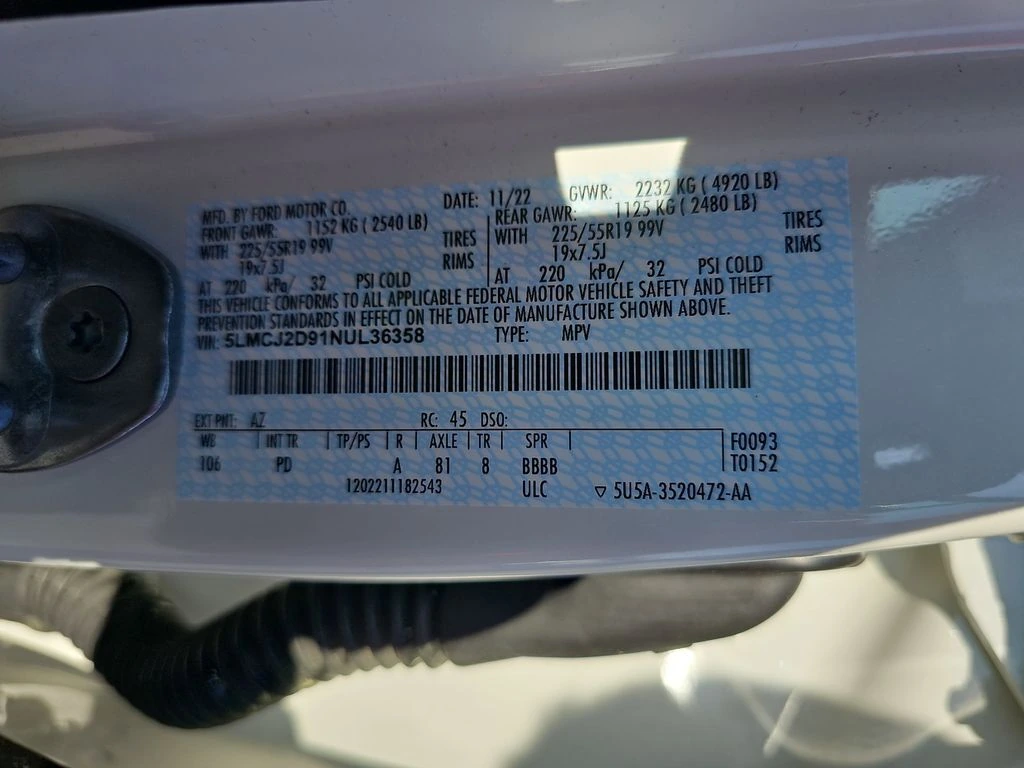 MFD. BY FORD MOTOR CO. DATE: 11/22 GVWR: 2232 KG ( 4920 LB)
FRONT GAWR: 1152 KG ( 2540 LB) REAR GAWR: 1125 KG ( 2480 LB)
WITH 225/55R19 99V TIRES WITH 225/55R19 99V TIRES
19x7.5J RIMS 19x7.5J RIMS
AT 220 kPa/ 32 PSI COLD AT 220 kPa/ 32 PSI COLD
THIS VEHICLE CONFORMS TO ALL APPLICABLE FEDERAL MOTOR VEHICLE SAFETY AND THEFT
PREVENTION STANDARDS IN EFFECT ON THE DATE OF MANUFACTURE SHOWN ABOVE.
VIN: 5LMCJ2D91NUL36358 TYPE: MPV
EXT PNT: AZ RC: 45 DSO:
WB INT TR TP/PS R AXLE TR SPR F0093
106 PD A 81 8 BBBB T0152
1202211182543 ULC ▽ 5U5A-3520472-AA